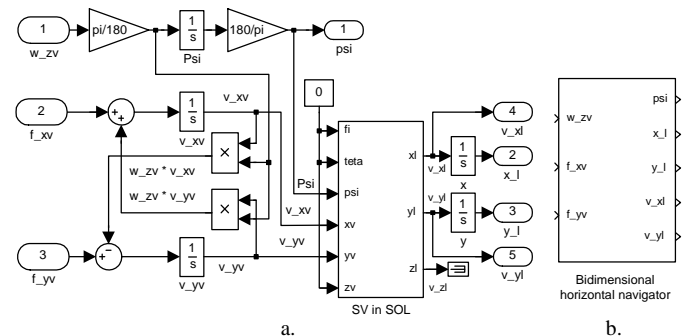 1
w_zv
pi/180
1
s
Psi
180/pi
1
psi
2
f_xv
+
+
1
s
v_xv
v_xv
×
w_zv * v_xv
w_zv * v_yv
×
3
f_yv
−
+
1
s
v_yv
v_yv
0
Psi
v_xv
v_yv
fi
teta
psi
xv
yv
zv
xl
yl
zl
SV in SOL
v_xl
1
s
x
v_yl
1
s
y
v_zl
4
v_xl
2
x_l
3
y_l
5
v_yl
w_zv
f_xv
f_yv
psi
x_l
y_l
v_xl
v_yl
Bidimensional
horizontal navigator
a.
b.